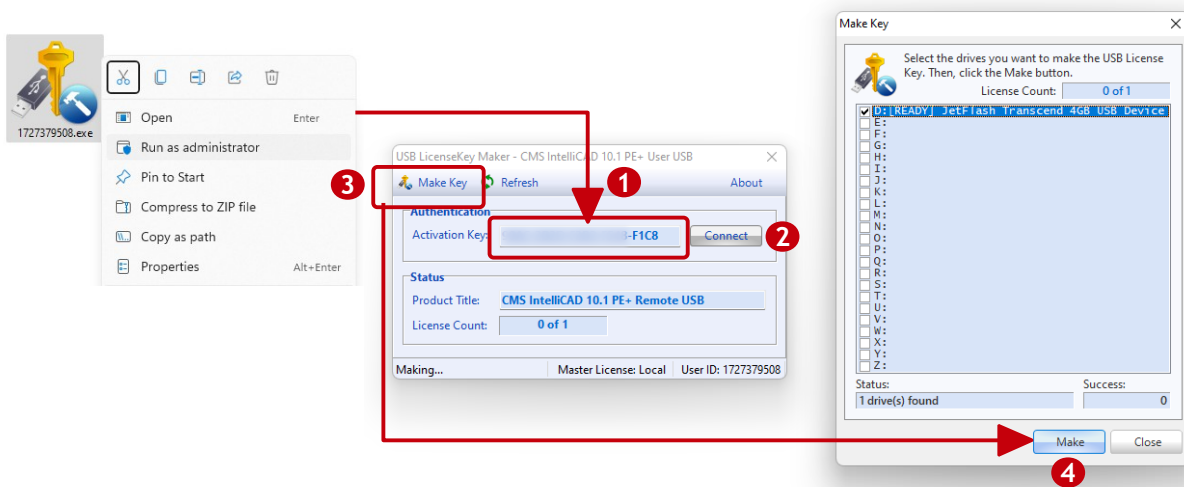 1727379508.exe
Open Enter
Run as administrator
Pin to Start
Compress to ZIP file
Copy as path
Properties Alt+Enter
USB LicenseKey Maker - CMS IntelliCAD 10.1 PE+ User USB
3
Make Key Refresh About
1
Authentication
Activation Key: -F1C8 Connect
2
Status
Product Title: CMS IntelliCAD 10.1 PE+ Remote USB
License Count: 0 of 1
Making... Master License: Local User ID: 1727379508
Make Key
Select the drives you want to make the USB License
Key. Then, click the Make button.
License Count: 0 of 1
D:[READY] JetFlash Transcend 4GB USB Device
E:
F:
G:
H:
I:
J:
K:
L:
M:
N:
O:
P:
Q:
R:
S:
T:
U:
V:
W:
X:
Y:
Z:
Status: Success:
1 drive(s) found 0
Make Close
4